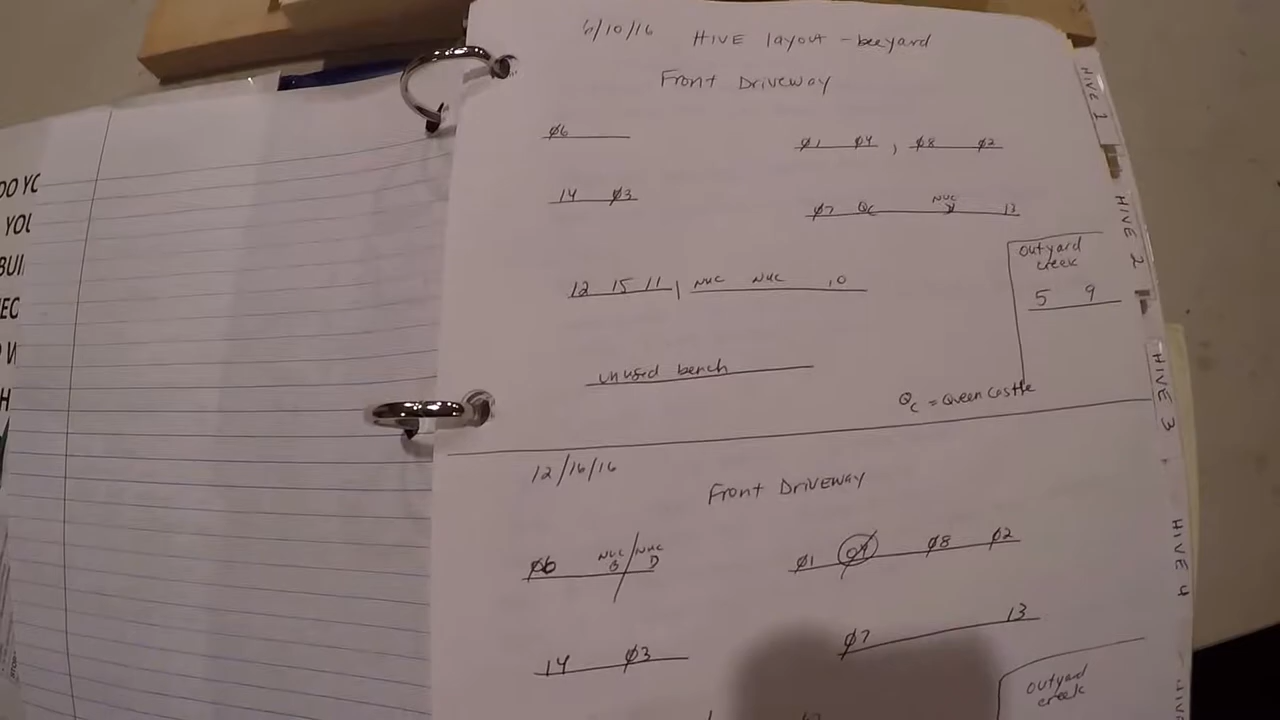 6/10/16 HIVE layout - beeyard
Front Driveway
Ø6
Ø1 Ø4 , Ø8 Ø2
14 Ø3
Ø7 QC NUC 13
outyard
creek
5 9
12 15 11 | NUC NUC 10
unused bench
QC = Queen Castle
12/16/16
Front Driveway
Ø6 NUC B / NUC D
Ø1 Ø4 Ø8 Ø2
14 Ø3
Ø7 13
outyard
creek
HIVE 1
HIVE 2
HIVE 3
HIVE 4